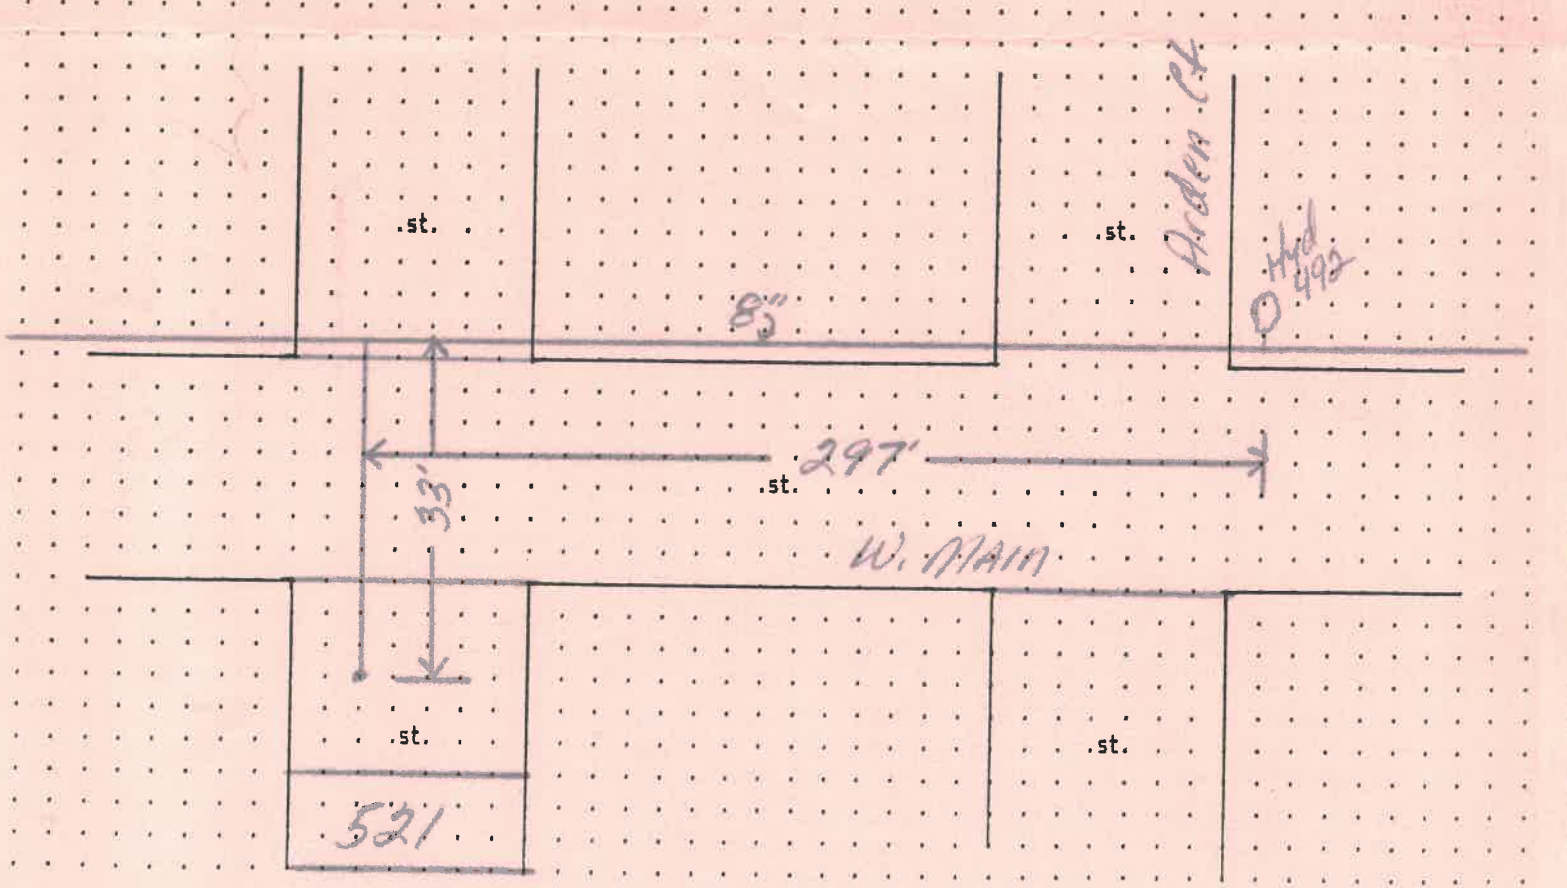 Arden Ct
.st.
.st.
Hyd
492
8"
297'
33'
.st.
W. MAIN
.st.
.st.
521